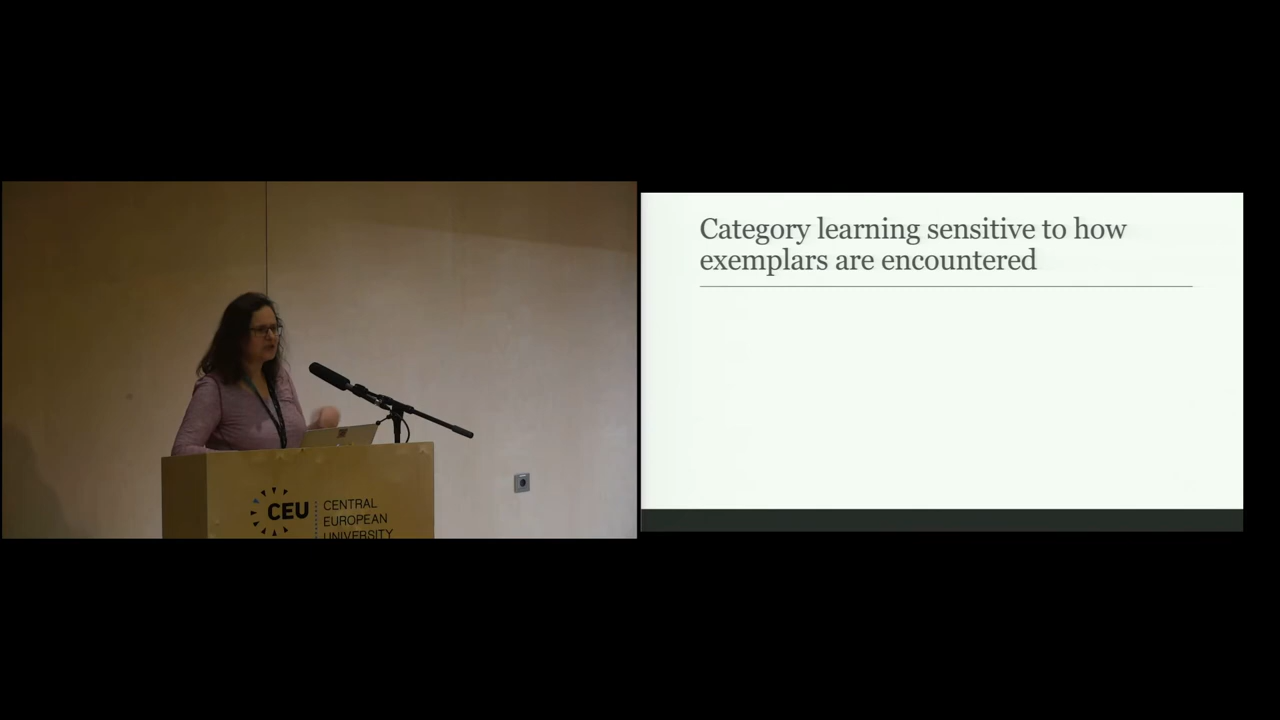 Category learning sensitive to how
exemplars are encountered
CEU
CENTRAL
EUROPEAN
UNIVERSITY